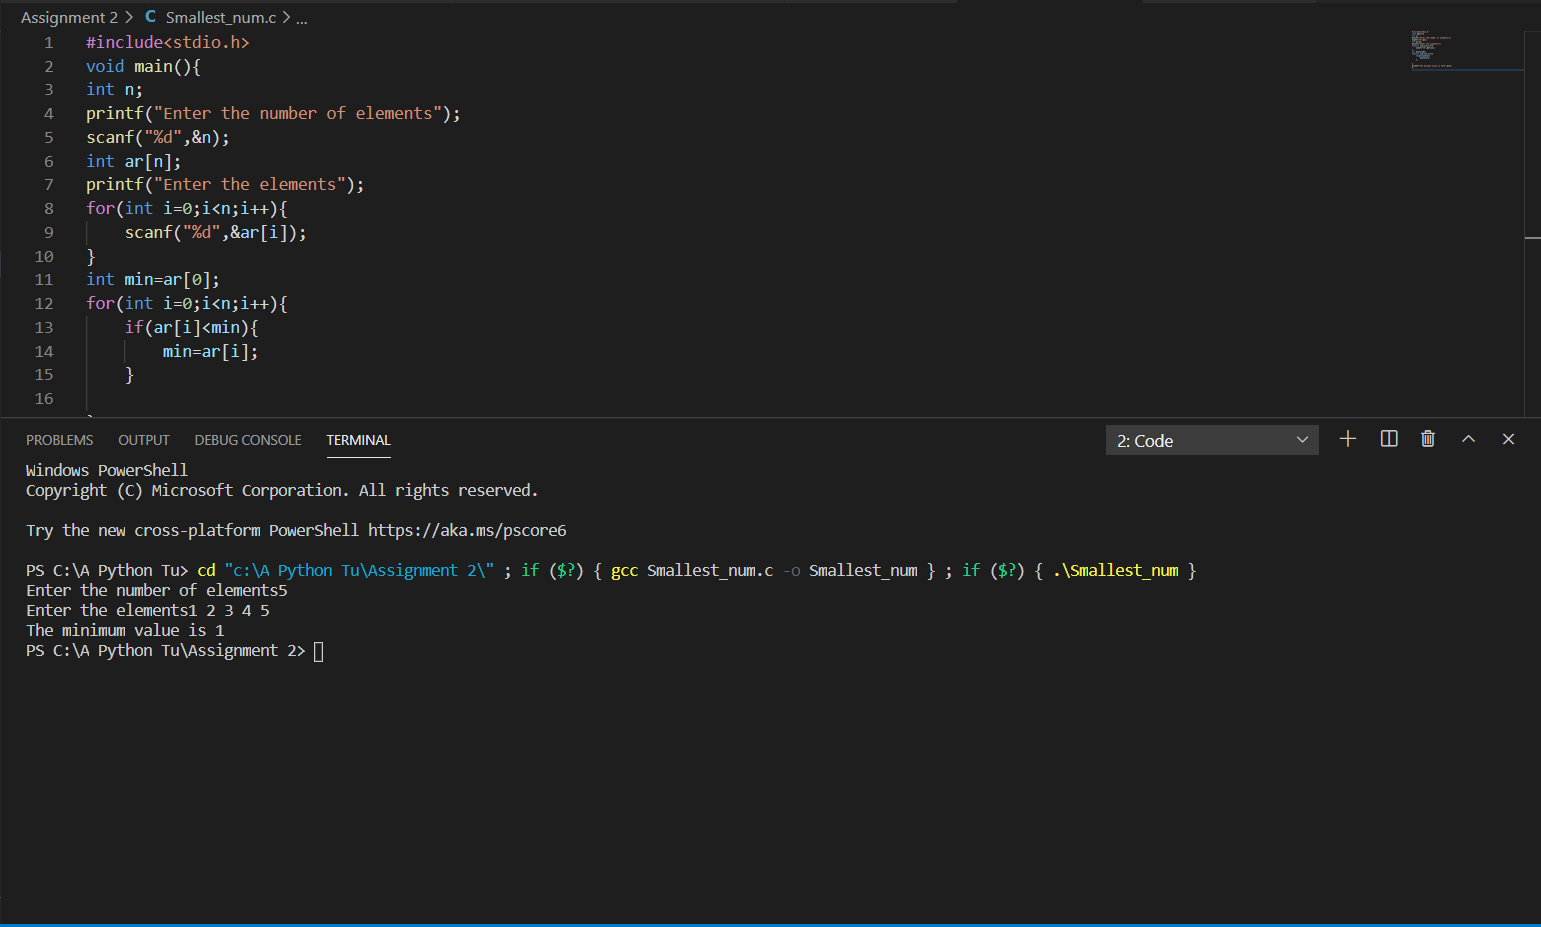 Assignment 2 > C Smallest_num.c > ...
1 #include<stdio.h>
2 void main(){
3 int n;
4 printf("Enter the number of elements");
5 scanf("%d",&n);
6 int ar[n];
7 printf("Enter the elements");
8 for(int i=0;i<n;i++){
9     scanf("%d",&ar[i]);
10 }
11 int min=ar[0];
12 for(int i=0;i<n;i++){
13     if(ar[i]<min){
14         min=ar[i];
15     }
16
PROBLEMS OUTPUT DEBUG CONSOLE TERMINAL 2: Code
Windows PowerShell
Copyright (C) Microsoft Corporation. All rights reserved.
Try the new cross-platform PowerShell https://aka.ms/pscore6
PS C:\A Python Tu> cd "c:\A Python Tu\Assignment 2\" ; if ($?) { gcc Smallest_num.c -o Smallest_num } ; if ($?) { .\Smallest_num }
Enter the number of elements5
Enter the elements1 2 3 4 5
The minimum value is 1
PS C:\A Python Tu\Assignment 2>